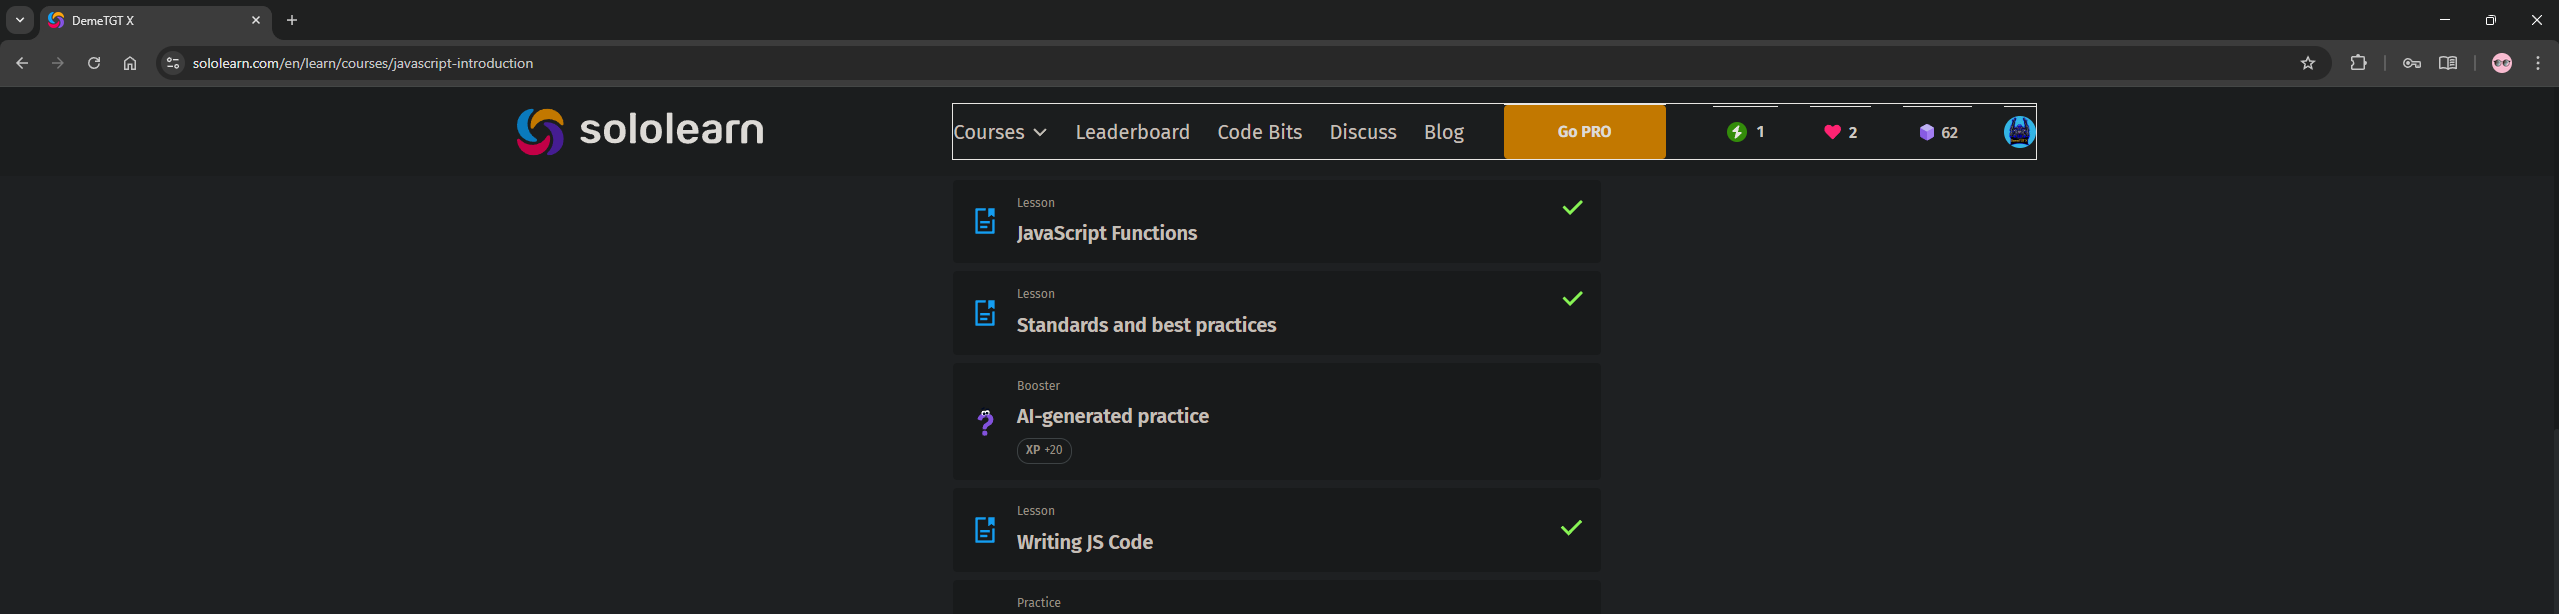 DemeTGT X
sololearn.com/en/learn/courses/javascript-introduction
sololearn Courses Leaderboard Code Bits Discuss Blog Go PRO 1 2 62
Lesson
JavaScript Functions
Lesson
Standards and best practices
Booster
AI-generated practice
XP +20
Lesson
Writing JS Code
Practice